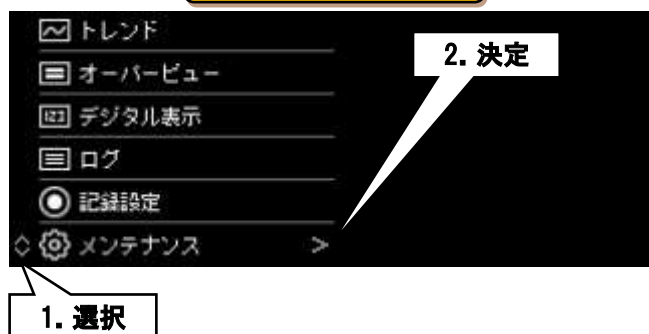 トレンド
2. 決定
オーバービュー
123 デジタル表示
ログ
記録設定
メンテナンス >
1. 選択